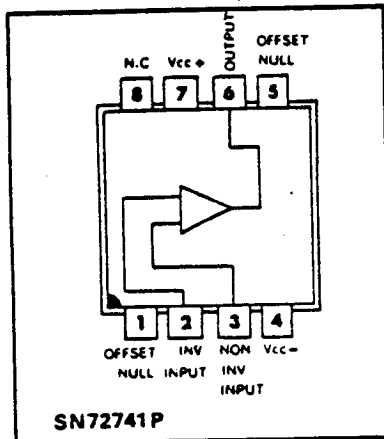 N.C Vcc+ OUTPUT OFFSET
NULL
8 7 6 5
1 2 3 4
OFFSET INV NON Vcc-
NULL INPUT INV
INPUT
SN72741P